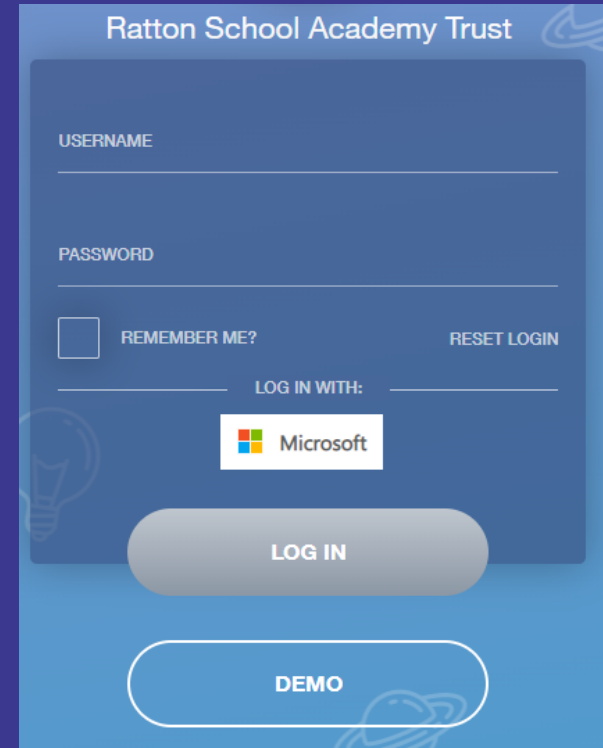 Ratton School Academy Trust
USERNAME
PASSWORD
REMEMBER ME? RESET LOGIN
LOG IN WITH:
Microsoft
LOG IN
DEMO